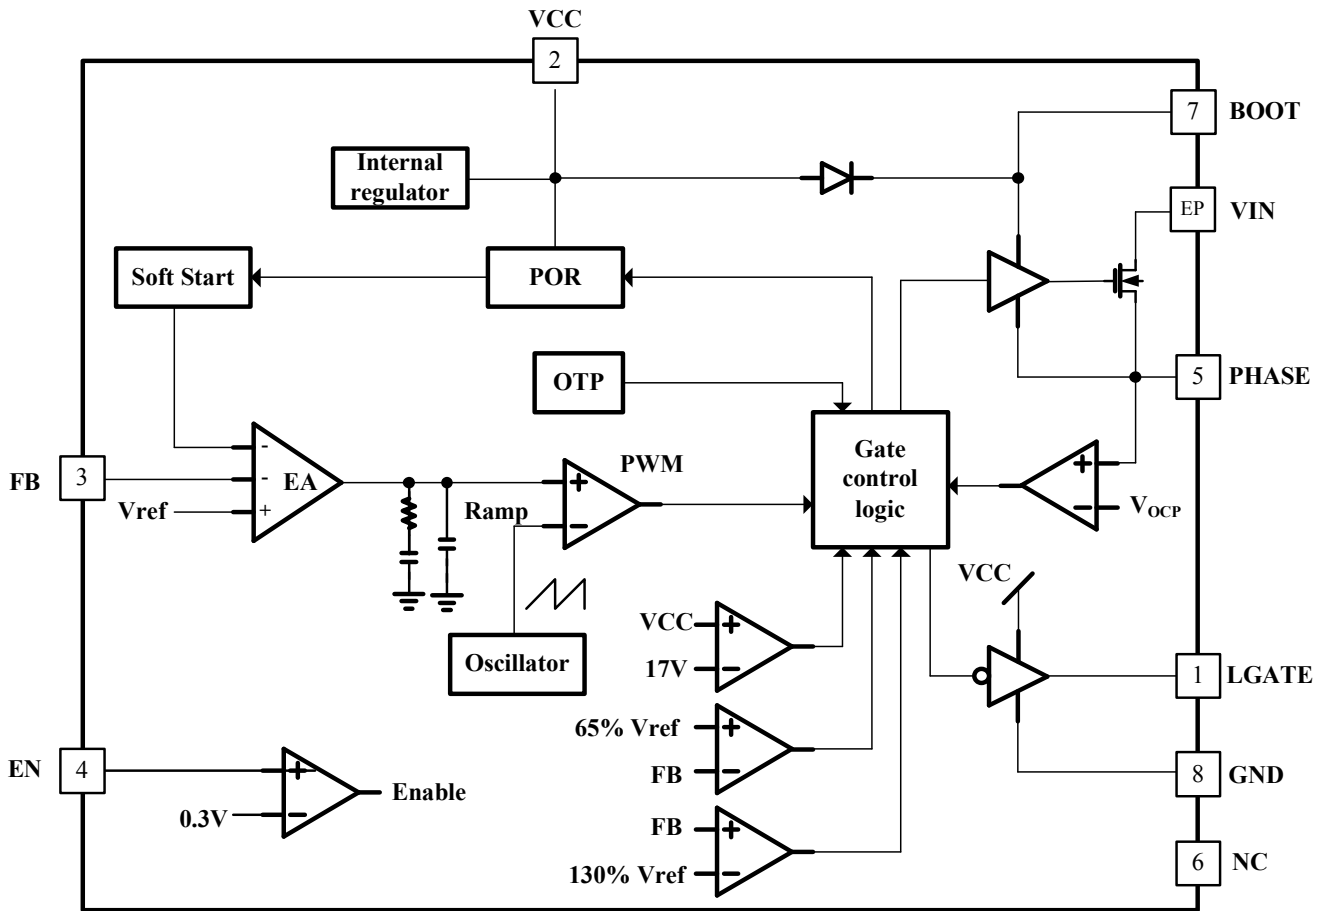 VCC
2
7
BOOT
Internal
regulator
EP
VIN
Soft Start
POR
OTP
5
PHASE
Gate
control
logic
FB
3
-
-
+
EA
Vref
PWM
+
−
Ramp
+
−
VOCP
VCC
Oscillator
VCC
+
17V
−
1
LGATE
65% Vref
+
FB
−
EN
4
+
−
0.3V
Enable
8
GND
FB
+
130% Vref
−
6
NC